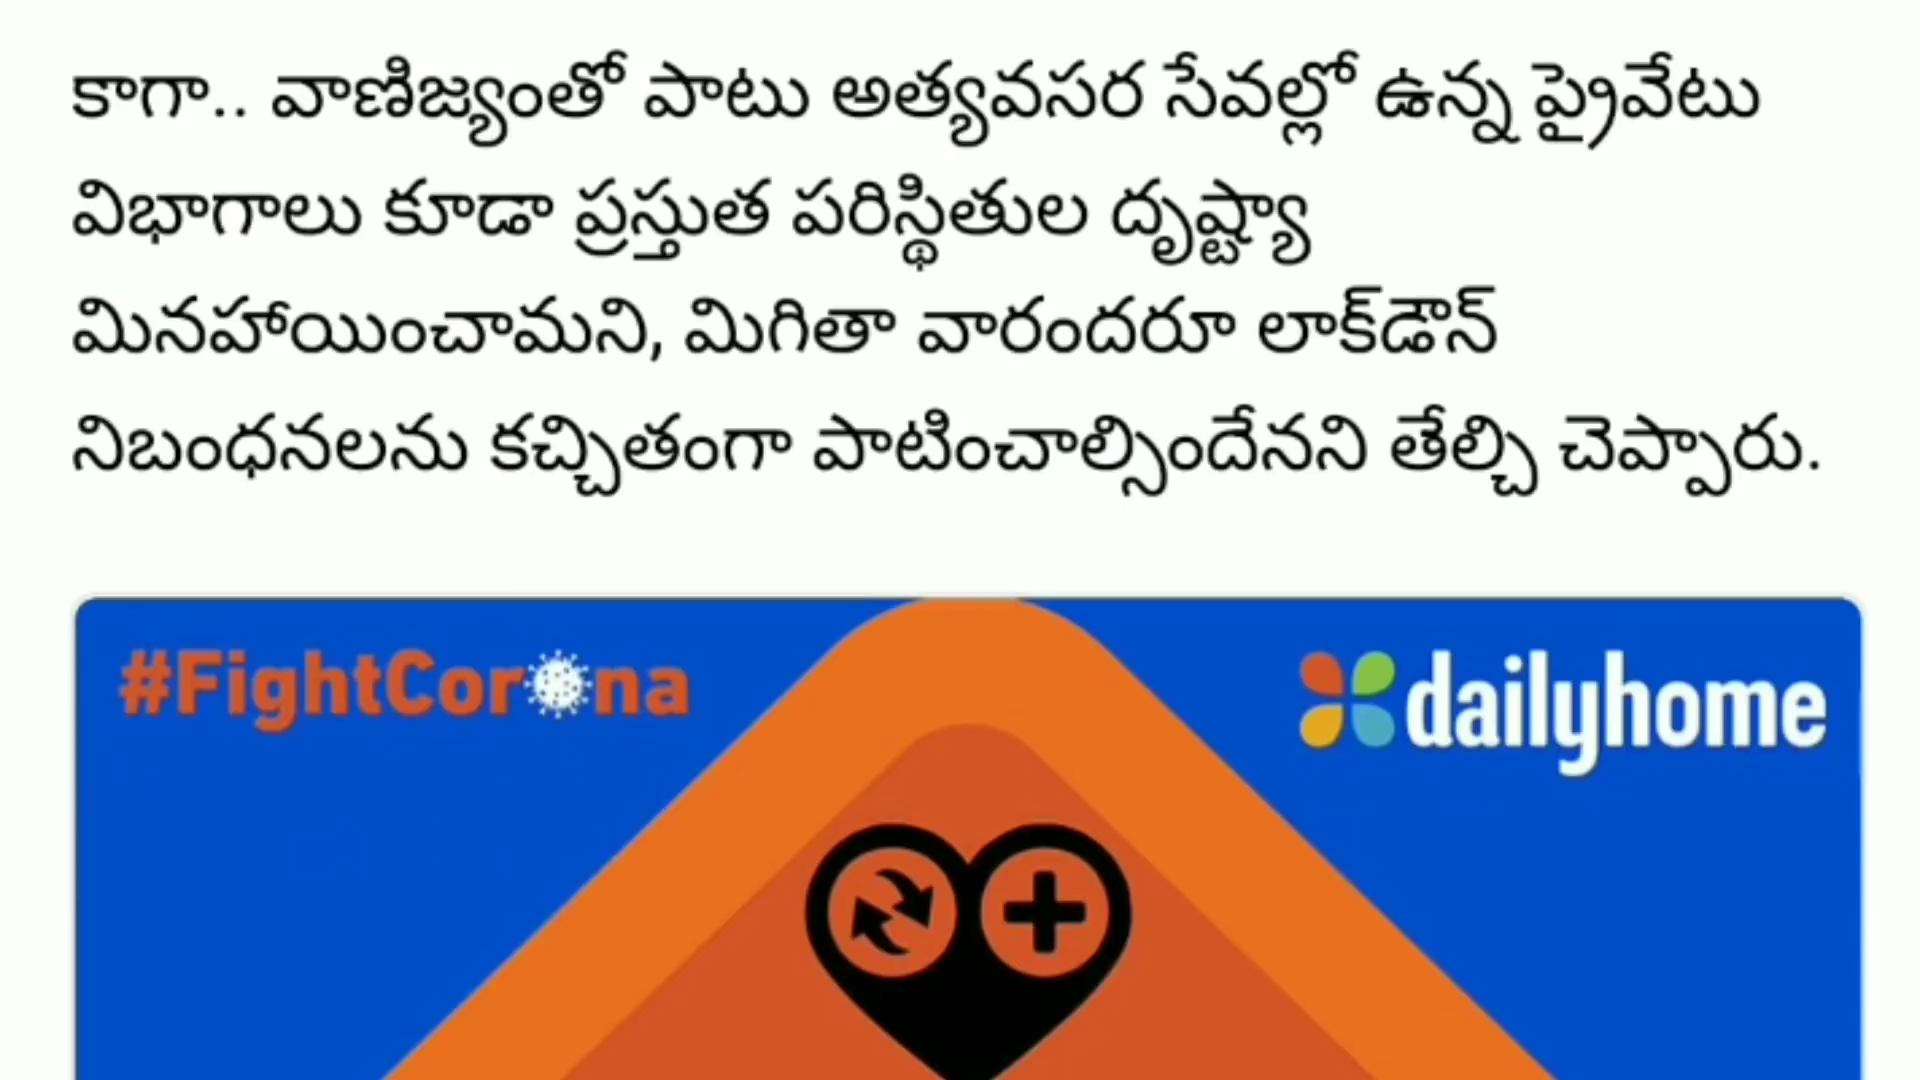 కాగా.. వాణిజ్యంతో పాటు అత్యవసర సేవల్లో ఉన్న ప్రైవేటు
విభాగాలు కూడా ప్రస్తుత పరిస్థితుల దృష్ట్యా
మినహాయించామని, మిగితా వారందరూ లాక్‌డౌన్
నిబంధనలను కచ్చితంగా పాటించాల్సిందేనని తేల్చి చెప్పారు.
#FightCorona
dailyhome